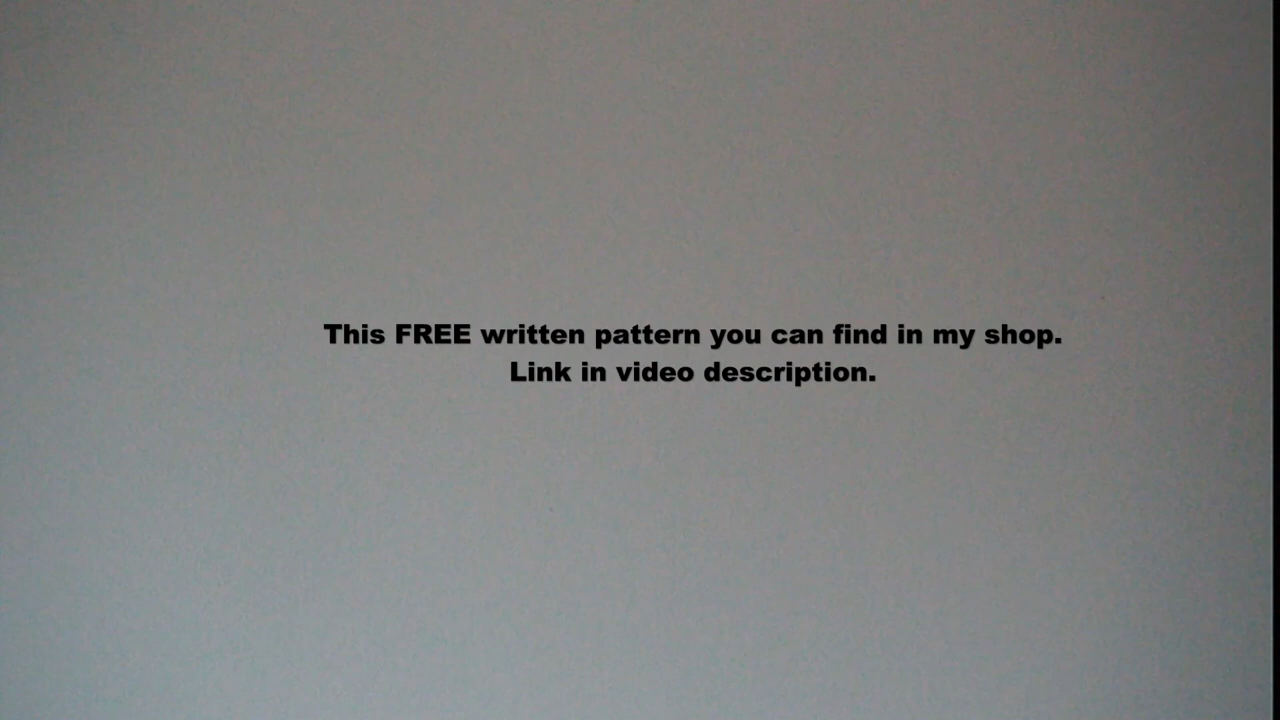 This FREE written pattern you can find in my shop.
Link in video description.